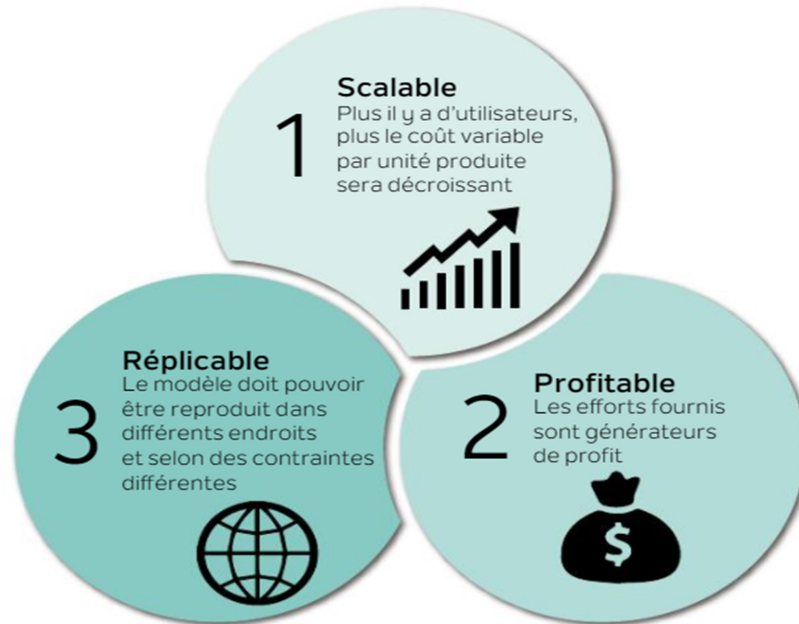 1
Scalable
Plus il y a d’utilisateurs,
plus le coût variable
par unité produite
sera décroissant
2
Profitable
Les efforts fournis
sont générateurs
de profit
$
3
Réplicable
Le modèle doit pouvoir
être reproduit dans
différents endroits
et selon des contraintes
différentes